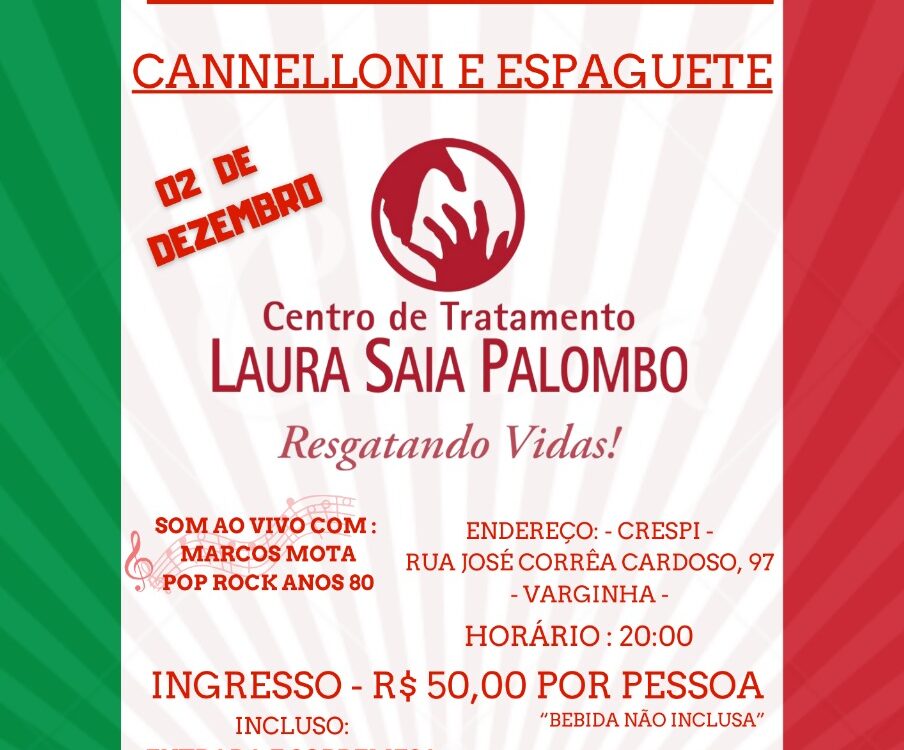 CANNELLONI E ESPAGUETE
02 DE
DEZEMBRO
Centro de Tratamento
LAURA SAIA PALOMBO
Resgatando Vidas!
SOM AO VIVO COM :
MARCOS MOTA
POP ROCK ANOS 80
ENDEREÇO: - CRESPI -
RUA JOSÉ CORRÊA CARDOSO, 97
- VARGINHA -
HORÁRIO : 20:00
INGRESSO - R$ 50,00 POR PESSOA
INCLUSO:
“BEBIDA NÃO INCLUSA”